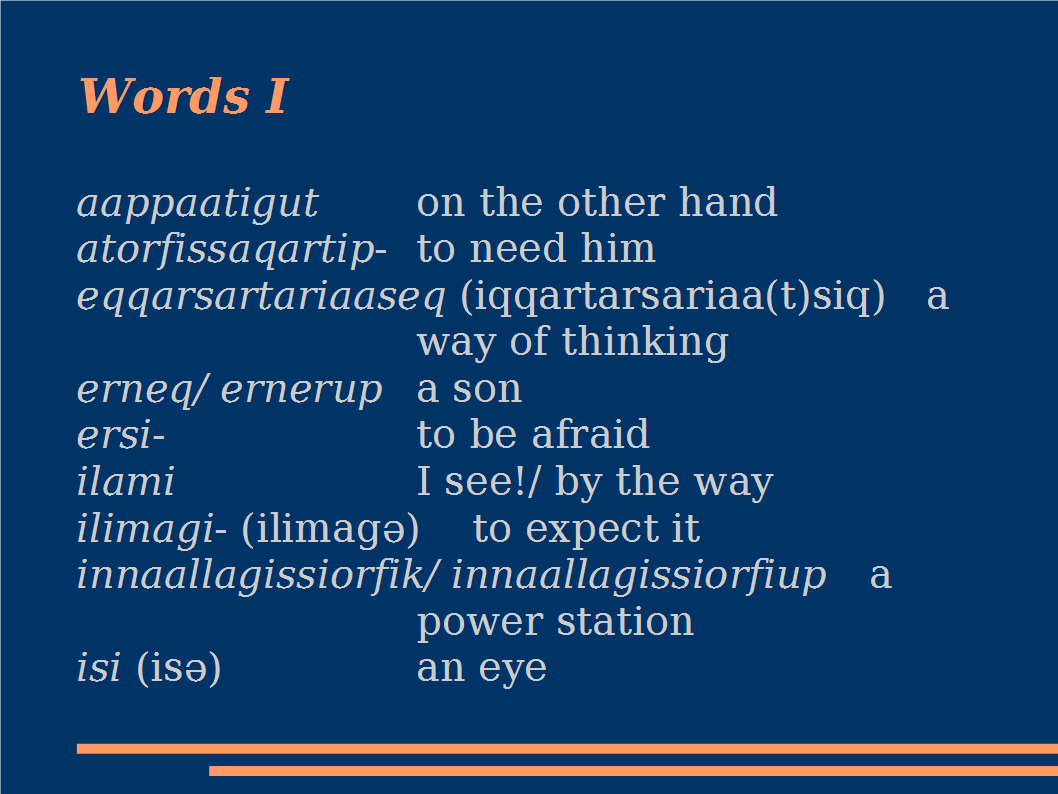 Words I
aappaatigut on the other hand
atorfissaqartip- to need him
eqqarsartariaaseq (iqqartarsariaa(t)siq) a
way of thinking
erneq/ ernerup a son
ersi- to be afraid
ilami I see!/ by the way
ilimagi- (ilimagə) to expect it
innaallagissiorfik/ innaallagissiorfiup a
power station
isi (isə) an eye